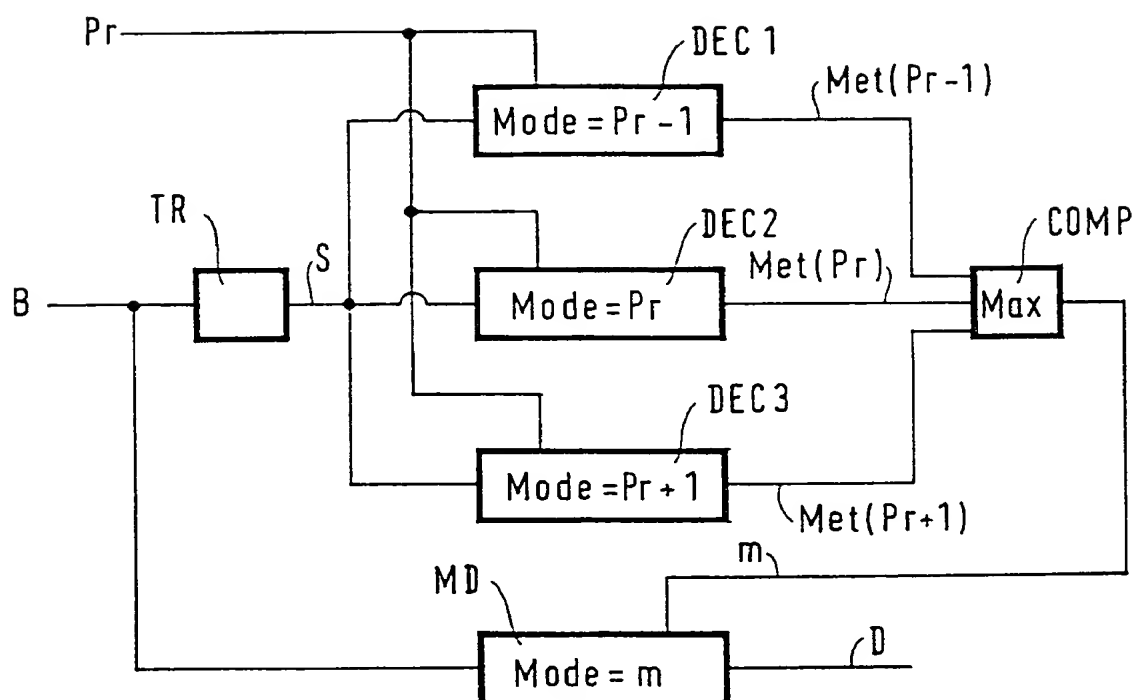 Pr
DEC 1
Met(Pr-1)
Mode = Pr - 1
TR
DEC2
COMP
S
Met(Pr)
B
Mode = Pr
Max
DEC 3
Mode = Pr + 1
Met(Pr+1)
m
MD
D
Mode = m